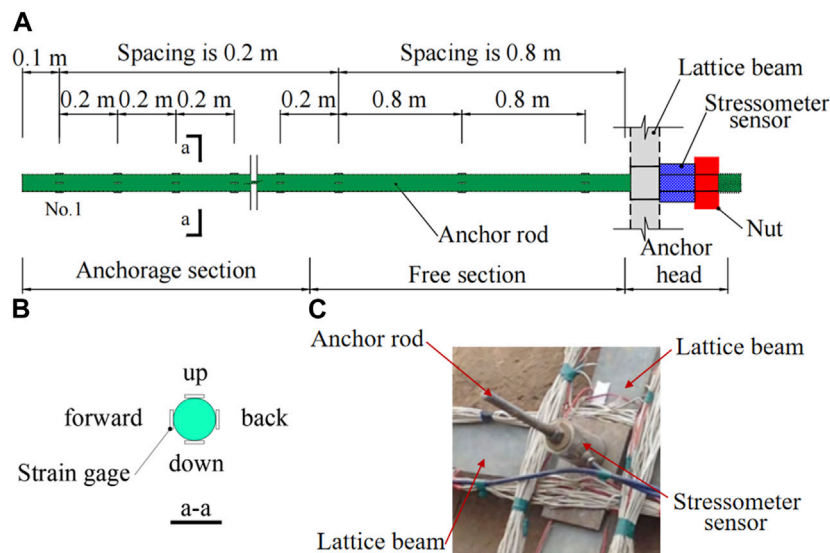 A
0.1 m
Spacing is 0.2 m
Spacing is 0.8 m
Lattice beam
Stressometer
sensor
0.2 m
0.2 m
0.2 m
0.2 m
0.8 m
0.8 m
a
No.1
a
Anchor rod
Nut
Anchorage section
Free section
Anchor
head
B
up
forward
back
Strain gage
down
a-a
C
Anchor rod
Lattice beam
Lattice beam
Stressometer
sensor